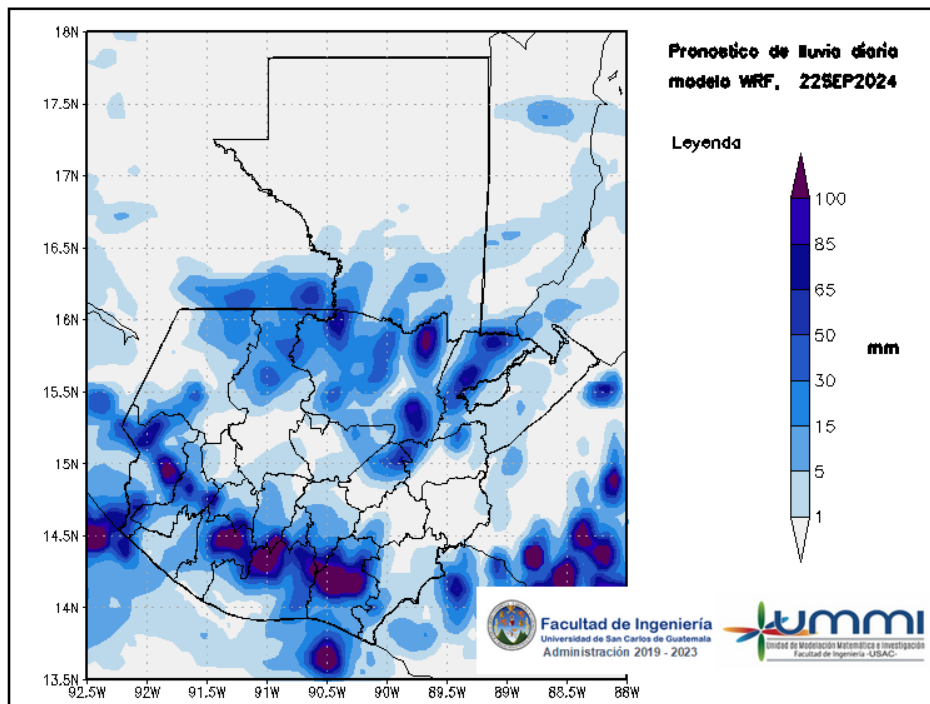 Pronostico de lluvia diaria
modelo WRF, 22SEP2024
Leyenda
100
85
65
50
30
15
5
1
mm
18N
17.5N
17N
16.5N
16N
15.5N
15N
14.5N
14N
13.5N
92.5W 92W 91.5W 91W 90.5W 90W 89.5W 89W 88.5W 88W
Facultad de Ingeniería
Universidad de San Carlos de Guatemala
Administración 2019 - 2023
UMMI
Unidad de Modelación Matemática e Investigación
Facultad de Ingeniería -USAC-